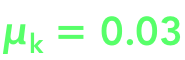 μₖ = 0.03